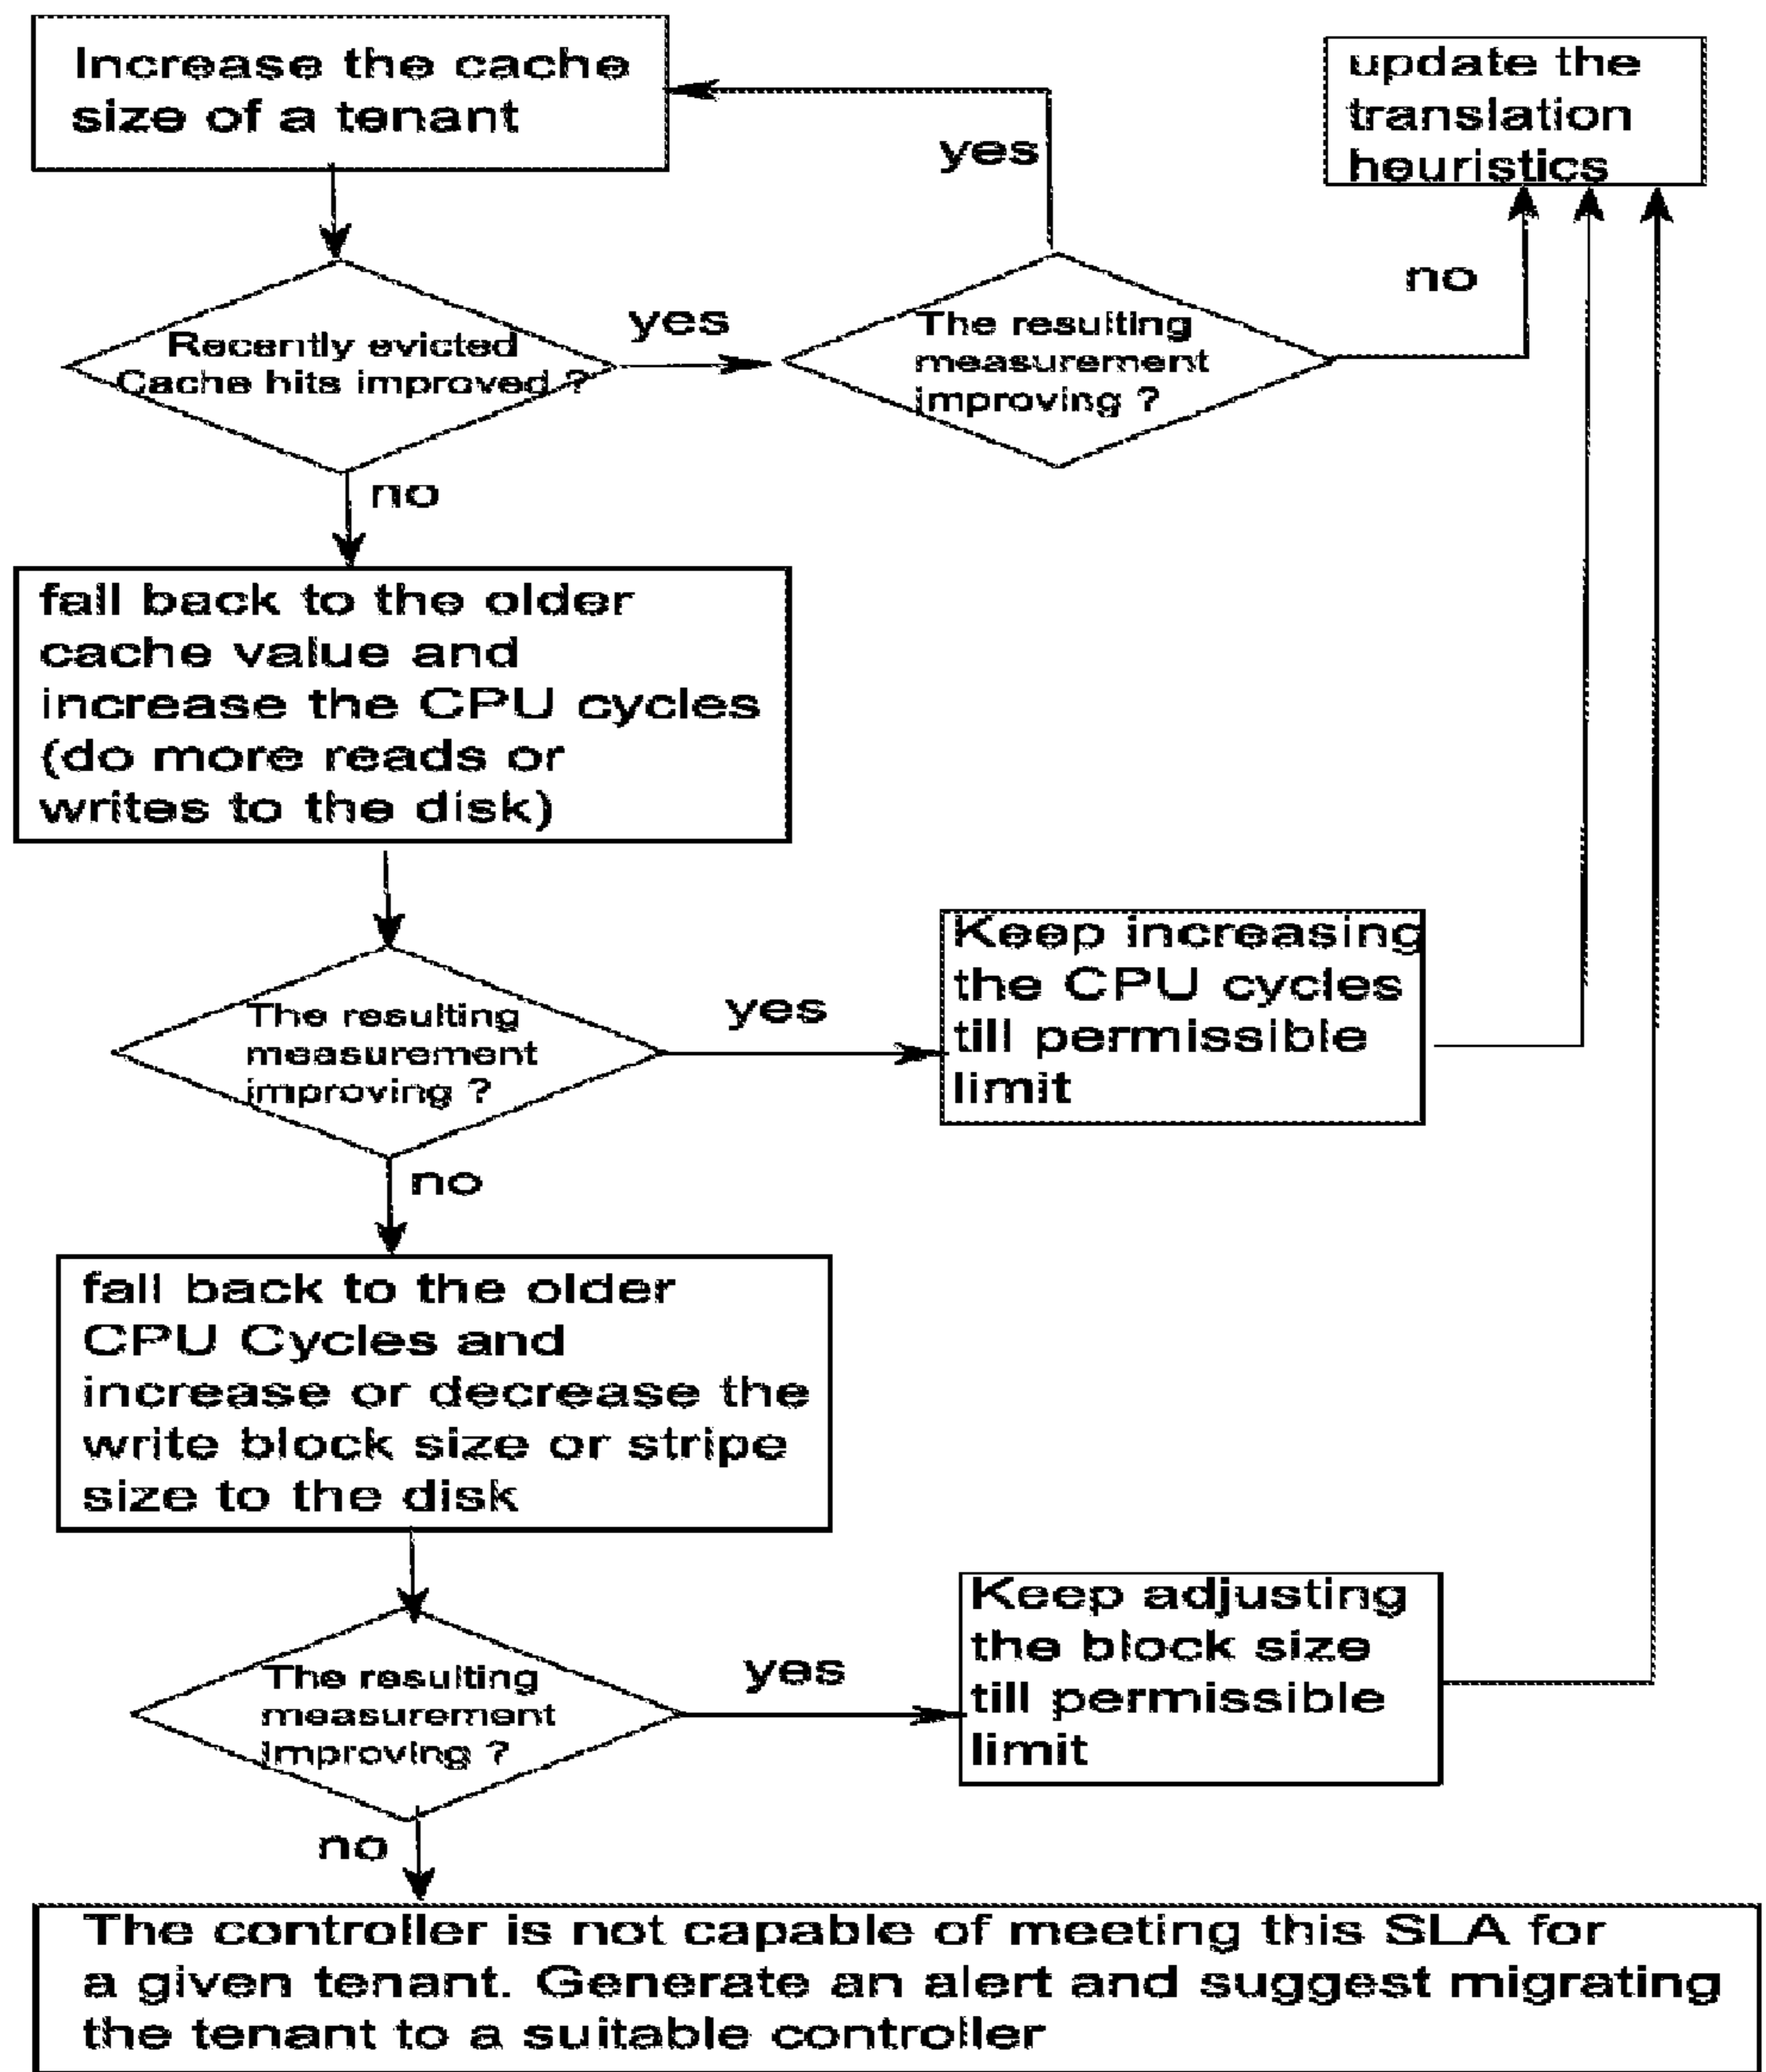 Increase the cache
size of a tenant
update the
translation
heuristics
yes
no
Recently evicted
Cache hits improved ?
yes
The resulting
measurement
improving ?
no
fall back to the older
cache value and
increase the CPU cycles
(do more reads or
writes to the disk)
The resulting
measurement
improving ?
yes
Keep increasing
the CPU cycles
till permissible
limit
no
fall back to the older
CPU Cycles and
increase or decrease the
write block size or stripe
size to the disk
The resulting
measurement
improving ?
yes
Keep adjusting
the block size
till permissible
limit
no
The controller is not capable of meeting this SLA for
a given tenant. Generate an alert and suggest migrating
the tenant to a suitable controller